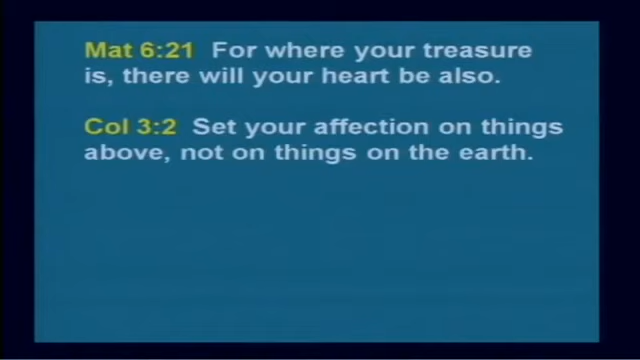 Mat 6:21 For where your treasure
is, there will your heart be also.
Col 3:2 Set your affection on things
above, not on things on the earth.